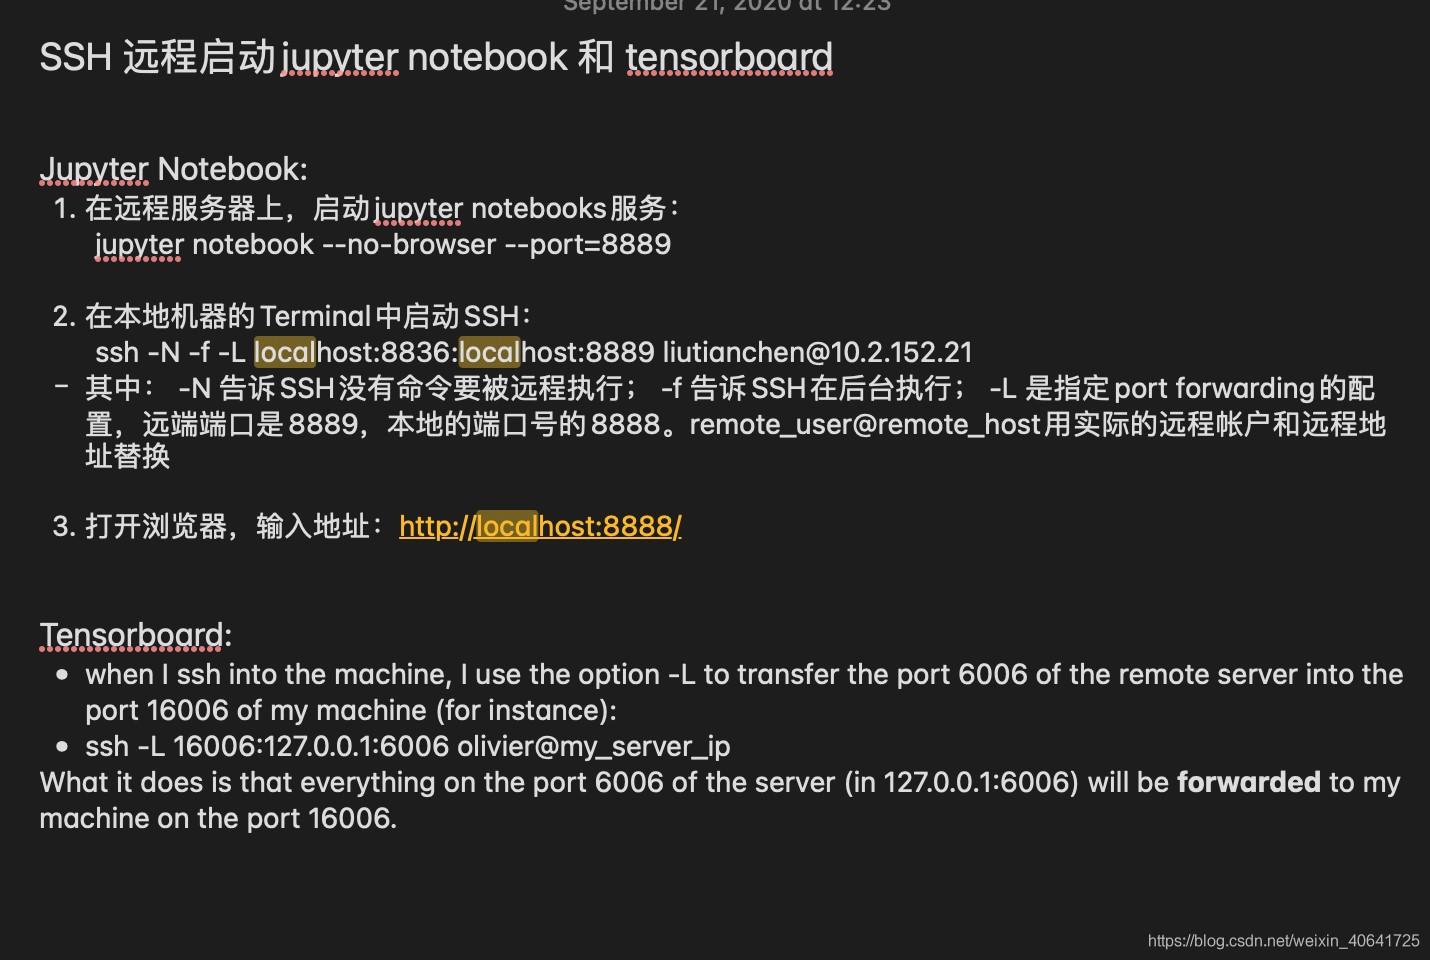 September 21, 2020 at 12:23
SSH 远程启动jupyter notebook 和 tensorboard
Jupyter Notebook:
1. 在远程服务器上，启动jupyter notebooks服务：
jupyter notebook --no-browser --port=8889
2. 在本地机器的Terminal中启动SSH：
ssh -N -f -L localhost:8836:localhost:8889 liutianchen@10.2.152.21
– 其中： -N 告诉SSH没有命令要被远程执行； -f 告诉SSH在后台执行； -L 是指定port forwarding的配
置，远端端口是8889，本地的端口号的8888。remote_user@remote_host用实际的远程帐户和远程地
址替换
3. 打开浏览器，输入地址：http://localhost:8888/
Tensorboard:
• when I ssh into the machine, I use the option -L to transfer the port 6006 of the remote server into the
port 16006 of my machine (for instance):
• ssh -L 16006:127.0.0.1:6006 olivier@my_server_ip
What it does is that everything on the port 6006 of the server (in 127.0.0.1:6006) will be forwarded to my
machine on the port 16006.
https://blog.csdn.net/weixin_40641725